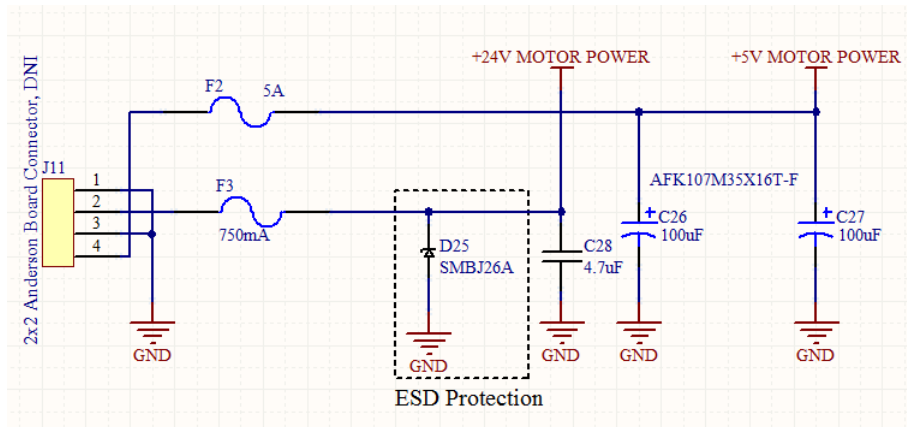 +24V MOTOR POWER
+5V MOTOR POWER
2x2 Anderson Board Connector, DNI
F2
5A
J11
1
2
3
4
F3
750mA
AFK107M35X16T-F
D25
SMBJ26A
C28
4.7uF
+
C26
100uF
+
C27
100uF
GND
GND
GND
GND
GND
ESD Protection